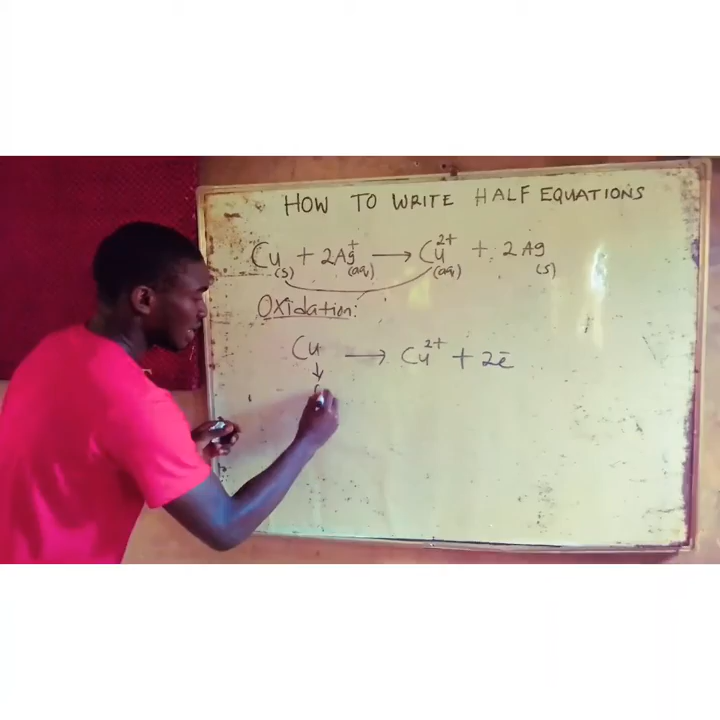 HOW TO WRITE HALF EQUATIONS
Cu(s) + 2Ag⁺(aq) → Cu²⁺(aq) + 2Ag(s)
Oxidation:
Cu → Cu²⁺ + 2e⁻
↓